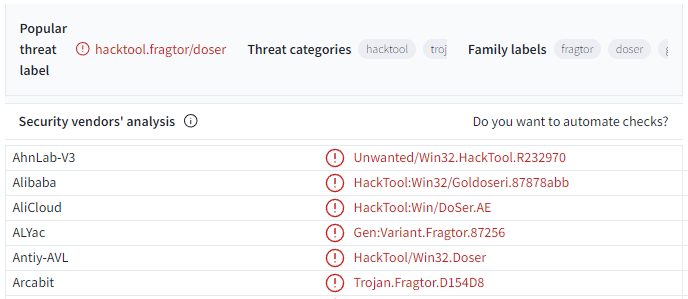 Popular threat label
hacktool.fragtor/doser
Threat categories
hacktool
troj
Family labels
fragtor
doser
Security vendors' analysis
Do you want to automate checks?
AhnLab-V3
Unwanted/Win32.HackTool.R232970
Alibaba
HackTool:Win32/Goldoseri.87878abb
AliCloud
HackTool:Win/DoSer.AE
ALYac
Gen:Variant.Fragtor.87256
Antiy-AVL
HackTool/Win32.Doser
Arcabit
Trojan.Fragtor.D154D8